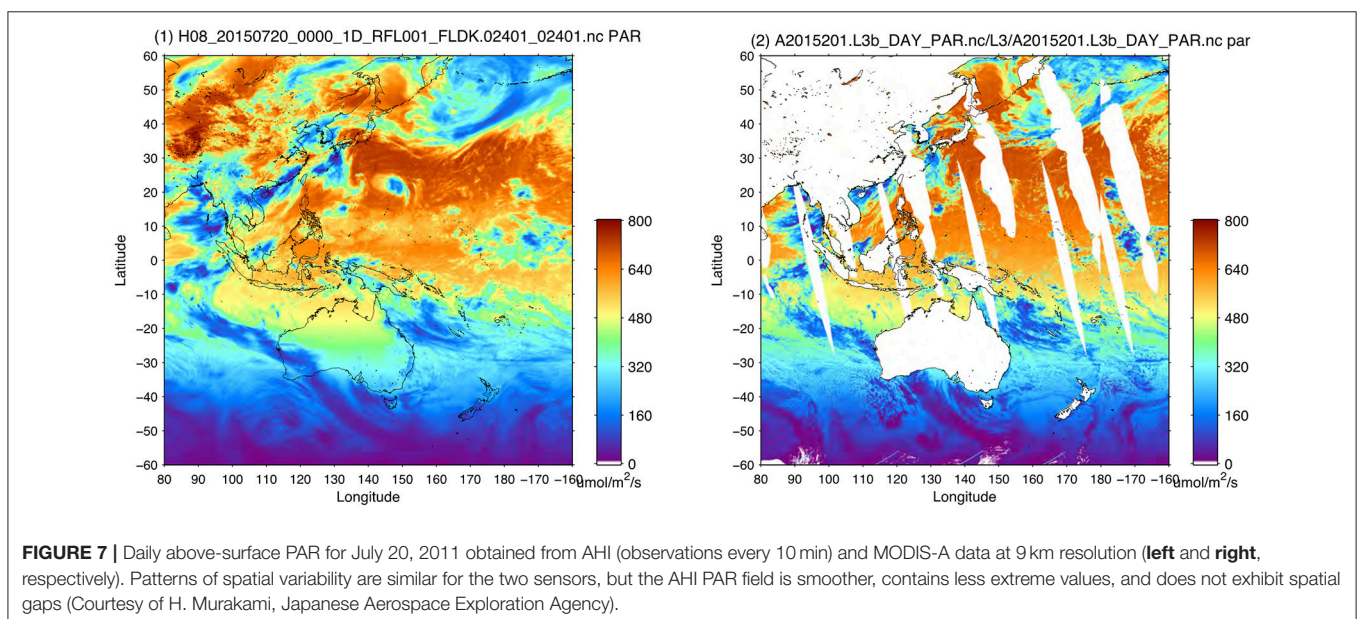 (1) H08_20150720_0000_1D_RFL001_FLDK.02401_02401.nc PAR
60
50
40
30
20
10
0
−10
−20
−30
−40
−50
−60
Latitude
80 90 100 110 120 130 140 150 160 170 180 −170 −160
Longitude
800
640
480
320
160
0
umol/m²/s
(2) A2015201.L3b_DAY_PAR.nc/L3/A2015201.L3b_DAY_PAR.nc par
60
50
40
30
20
10
0
−10
−20
−30
−40
−50
−60
Latitude
80 90 100 110 120 130 140 150 160 170 180 −170 −160
Longitude
800
640
480
320
160
0
umol/m²/s
FIGURE 7 | Daily above-surface PAR for July 20, 2011 obtained from AHI (observations every 10 min) and MODIS-A data at 9 km resolution (left and right,
respectively). Patterns of spatial variability are similar for the two sensors, but the AHI PAR field is smoother, contains less extreme values, and does not exhibit spatial
gaps (Courtesy of H. Murakami, Japanese Aerospace Exploration Agency).